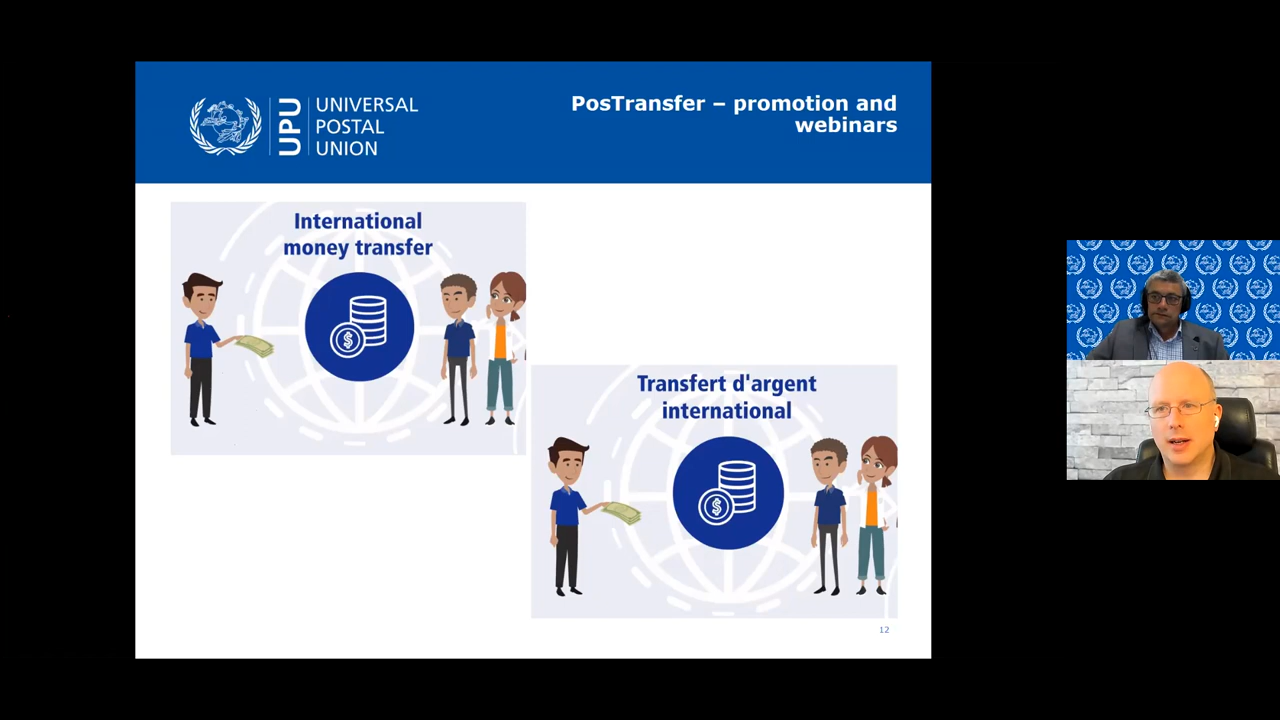 UPU
UNIVERSAL
POSTAL
UNION
PosTransfer – promotion and
webinars
International
money transfer
$
Transfert d'argent
international
$
12